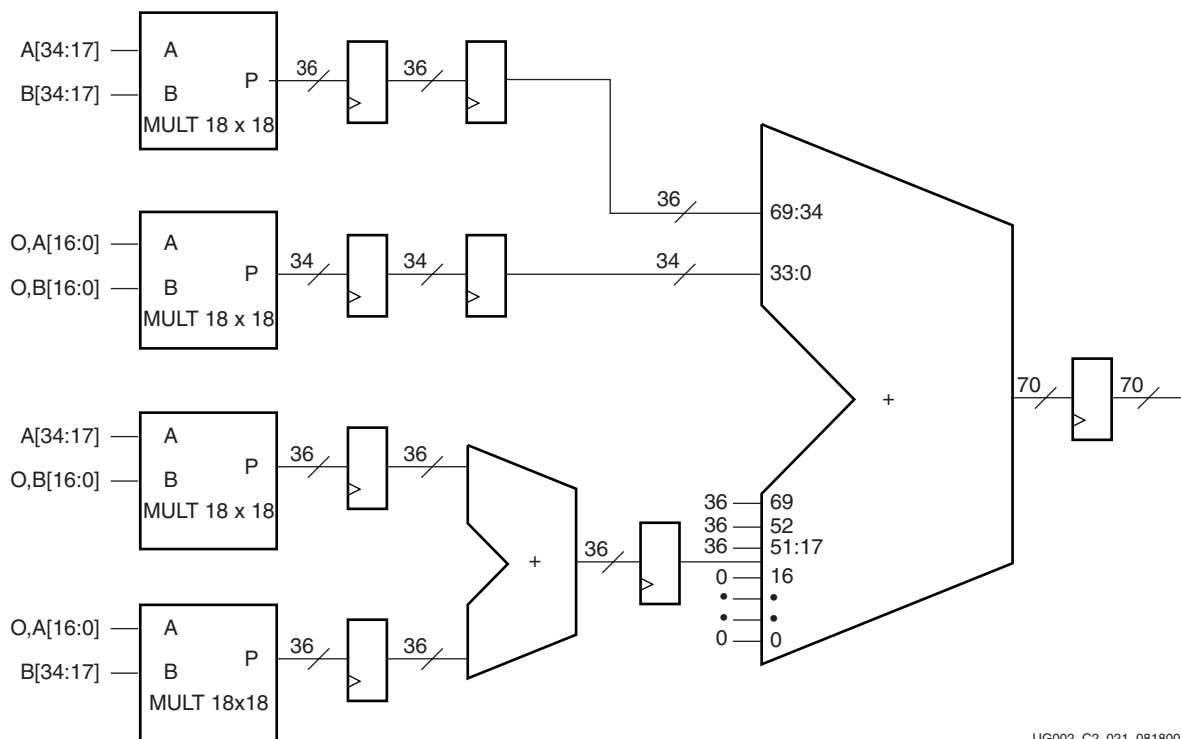 A[34:17]
A
P
36
36
B[34:17]
B
MULT 18 x 18
36
69:34
O,A[16:0]
A
P
34
34
34
33:0
O,B[16:0]
B
MULT 18 x 18
+
70
70
A[34:17]
A
P
36
36
O,B[16:0]
B
MULT 18 x 18
36 69
36 52
36 51:17
+
36
0 16
• •
• •
0 0
O,A[16:0]
A
P
36
36
B[34:17]
B
MULT 18x18
UG002_C2_021_081800